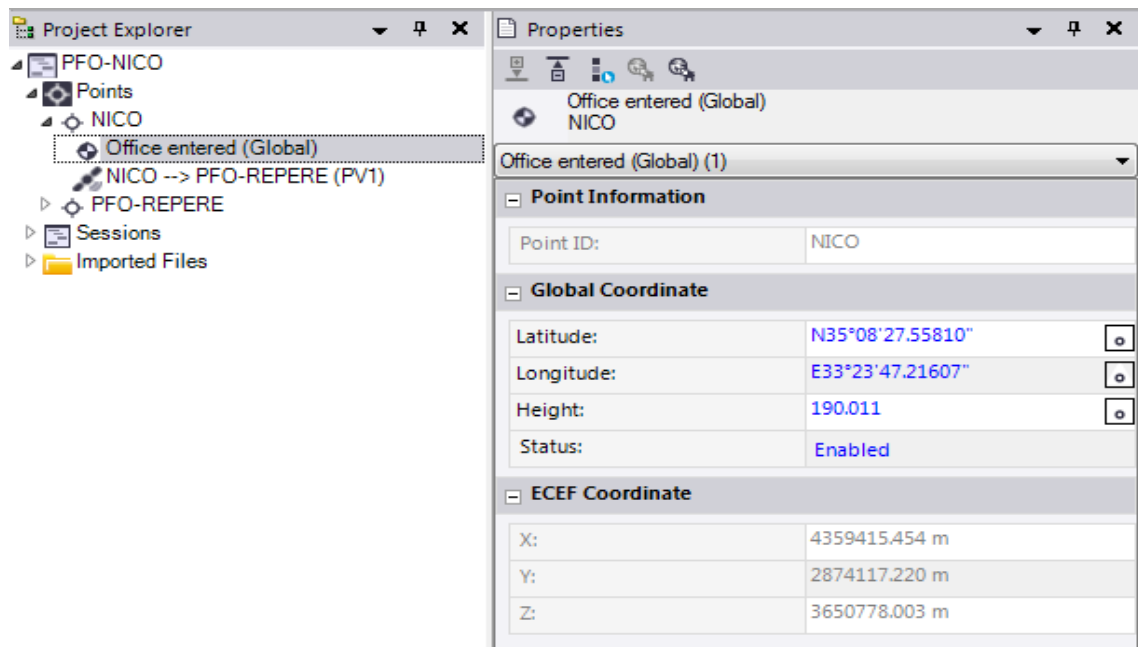 Project Explorer
PFO-NICO
Points
NICO
Office entered (Global)
NICO --> PFO-REPERE (PV1)
PFO-REPERE
Sessions
Imported Files
Properties
Office entered (Global)
NICO
Office entered (Global) (1)
Point Information
Point ID: NICO
Global Coordinate
Latitude: N35°08'27.55810"
Longitude: E33°23'47.21607"
Height: 190.011
Status: Enabled
ECEF Coordinate
X: 4359415.454 m
Y: 2874117.220 m
Z: 3650778.003 m